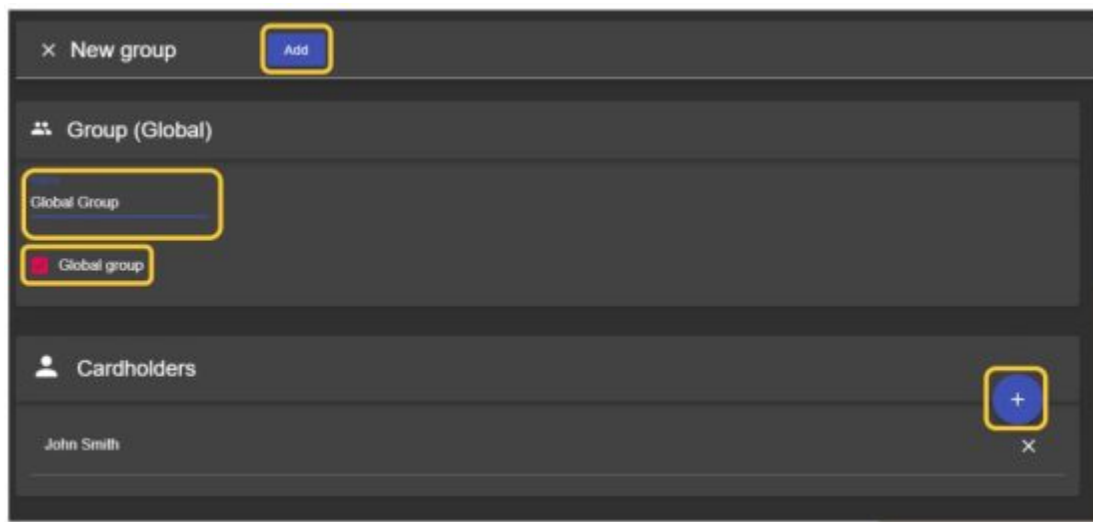 × New group
Add
Group (Global)
Global Group
Global group
Cardholders
+
John Smith
×